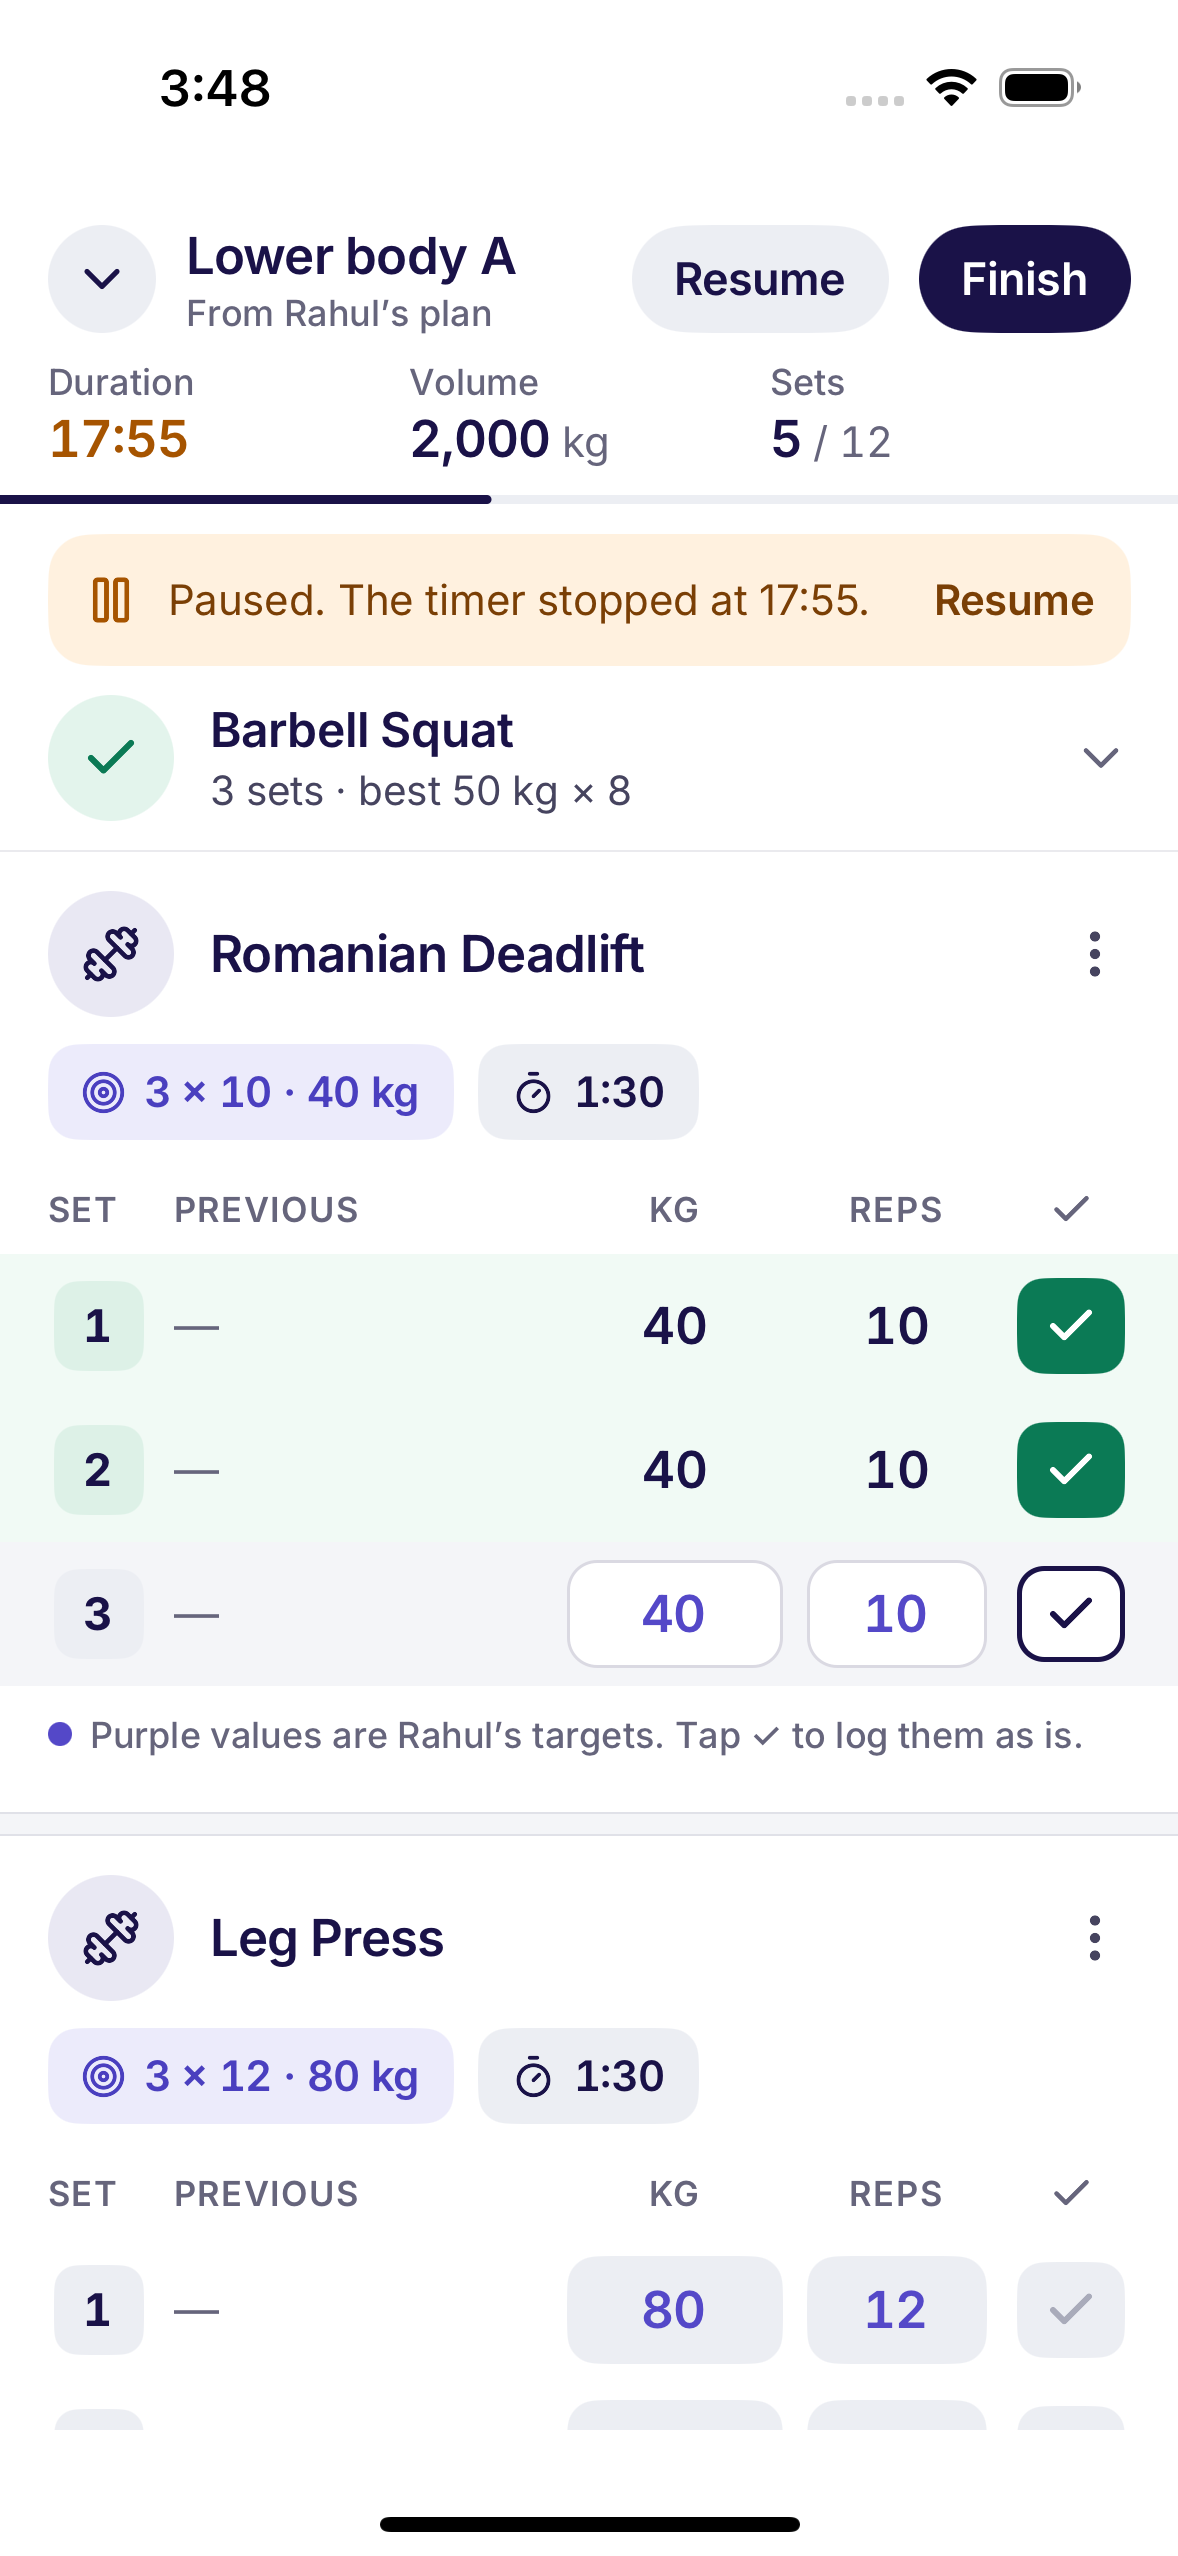 3:48
Lower body A
From Rahul’s plan
Resume
Finish
Duration
Volume
Sets
17:55
2,000 kg
5 / 12
Paused. The timer stopped at 17:55.
Resume
Barbell Squat
3 sets · best 50 kg × 8
Romanian Deadlift
3 × 10 · 40 kg
1:30
SET PREVIOUS KG REPS ✓
1 — 40 10 ✓
2 — 40 10 ✓
3 — 40 10 ✓
Purple values are Rahul’s targets. Tap ✓ to log them as is.
Leg Press
3 × 12 · 80 kg
1:30
SET PREVIOUS KG REPS ✓
1 — 80 12 ✓